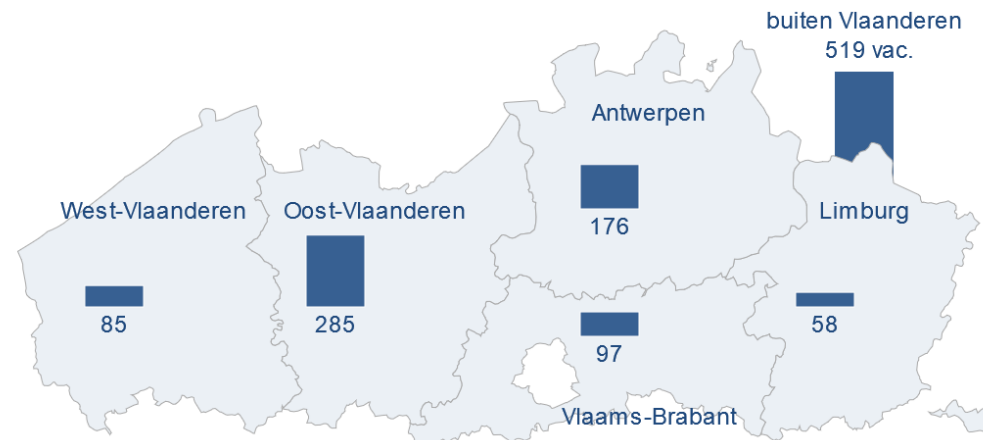 buiten Vlaanderen
519 vac.
Antwerpen
176
West-Vlaanderen
85
Oost-Vlaanderen
285
Limburg
58
97
Vlaams-Brabant